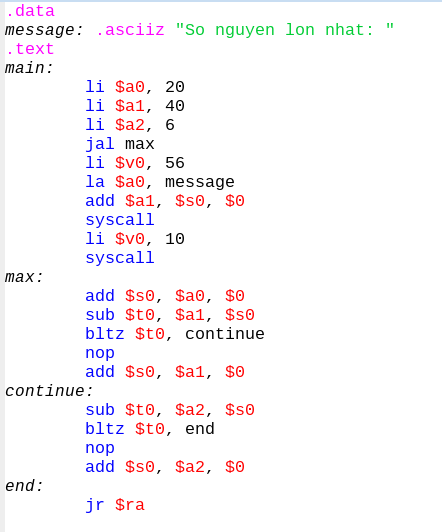 .data
message: .asciiz "So nguyen lon nhat: "
.text
main:
li $a0, 20
li $a1, 40
li $a2, 6
jal max
li $v0, 56
la $a0, message
add $a1, $s0, $0
syscall
li $v0, 10
syscall
max:
add $s0, $a0, $0
sub $t0, $a1, $s0
bltz $t0, continue
nop
add $s0, $a1, $0
continue:
sub $t0, $a2, $s0
bltz $t0, end
nop
add $s0, $a2, $0
end:
jr $ra